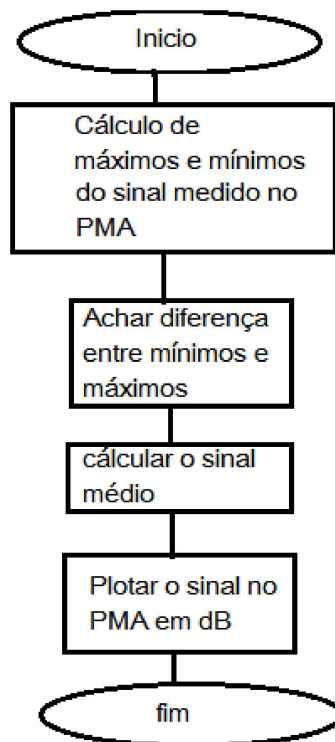 Inicio
Cálculo de
máximos e mínimos
do sinal medido no
PMA
Achar diferença
entre mínimos e
máximos
cálcular o sinal
médio
Plotar o sinal no
PMA em dB
fim